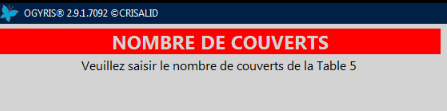 OGYRIS® 2.9.1.7092 ©CRISALID
NOMBRE DE COUVERTS
Veuillez saisir le nombre de couverts de la Table 5